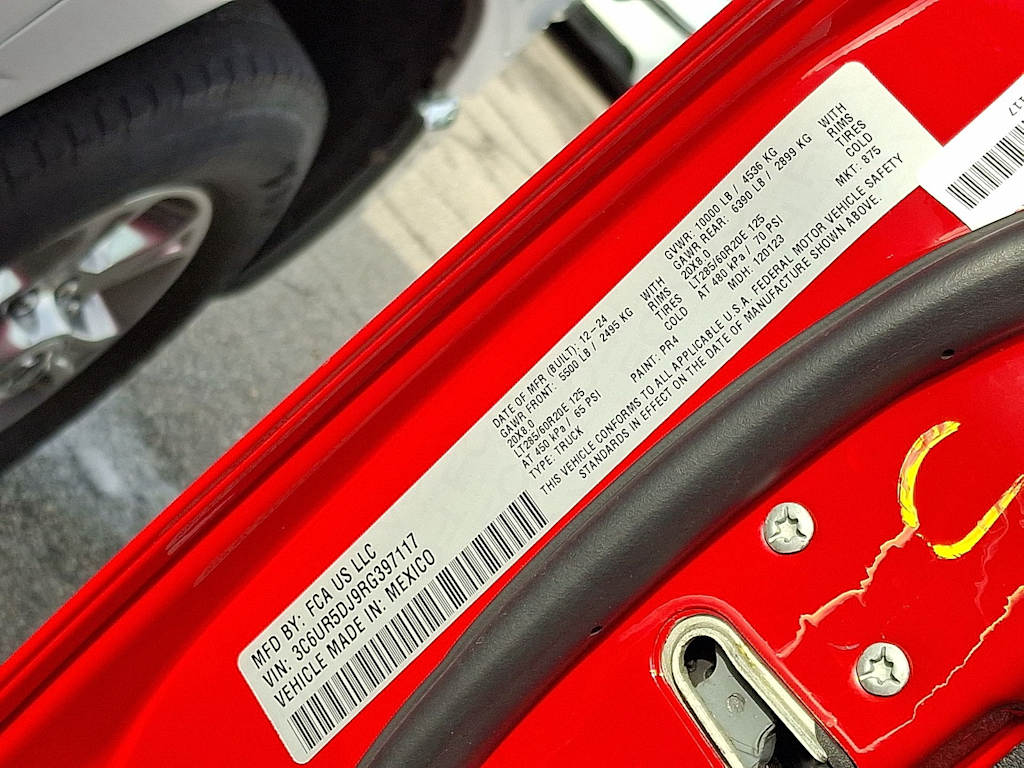 MFD BY: FCA US LLC
VIN: 3C6UR5DJ9RG397117
VEHICLE MADE IN: MEXICO
DATE OF MFR (BUILT): 12-24
GAWR FRONT: 5500 LB / 2495 KG WITH
20X8.0 RIMS
LT285/60R20E 125 TIRES
AT 450 kPa / 65 PSI COLD
TYPE: TRUCK PAINT: PR4
GVWR: 10000 LB / 4536 KG
GAWR REAR: 6390 LB / 2899 KG WITH
20X8.0 RIMS
LT285/60R20E 125 TIRES
AT 480 kPa / 70 PSI COLD
MDH: 120123 MKT: 875
THIS VEHICLE CONFORMS TO ALL APPLICABLE U.S.A. FEDERAL MOTOR VEHICLE SAFETY
STANDARDS IN EFFECT ON THE DATE OF MANUFACTURE SHOWN ABOVE.